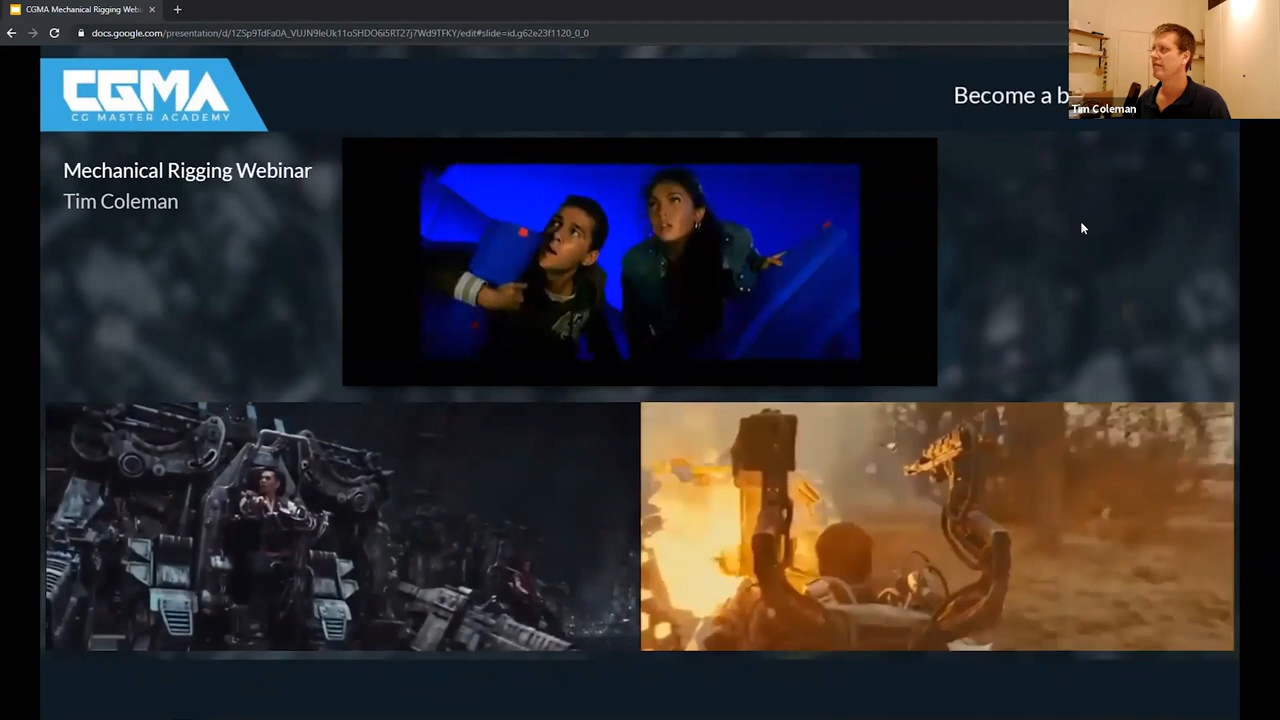 CGMA Mechanical Rigging Web
docs.google.com/presentation/d/1ZSp9TdFa0A_VUJN9IeUk11oSHDO6i5RT27j7Wd9TFKY/edit#slide=id.g62e23f1120_0_0
CGMA
CG MASTER ACADEMY
Become a b
Tim Coleman
Mechanical Rigging Webinar
Tim Coleman